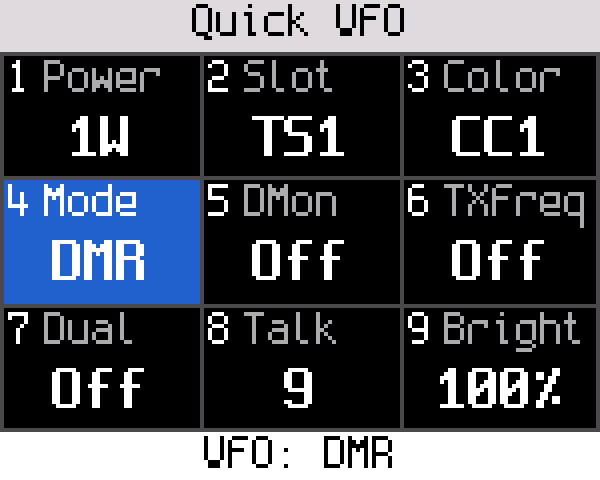 Quick VFO
1 Power 2 Slot 3 Color
1W TS1 CC1
4 Mode 5 DMon 6 TXFreq
DMR Off Off
7 Dual 8 Talk 9 Bright
Off 9 100%
VFO: DMR